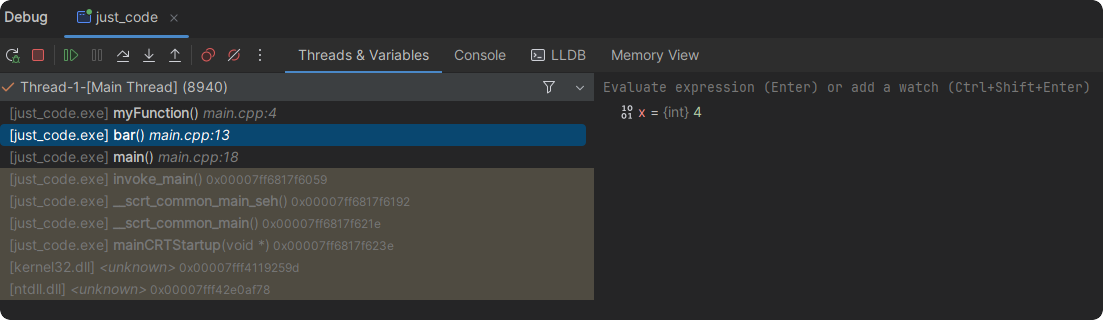 Debug just_code
Threads & Variables Console LLDB Memory View
Thread-1-[Main Thread] (8940)
[just_code.exe] myFunction() main.cpp:4
[just_code.exe] bar() main.cpp:13
[just_code.exe] main() main.cpp:18
[just_code.exe] invoke_main() 0x00007ff6817f6059
[just_code.exe] __scrt_common_main_seh() 0x00007ff6817f6192
[just_code.exe] __scrt_common_main() 0x00007ff6817f621e
[just_code.exe] mainCRTStartup(void *) 0x00007ff6817f623e
[kernel32.dll] <unknown> 0x00007fff4119259d
[ntdll.dll] <unknown> 0x00007fff42e0af78
Evaluate expression (Enter) or add a watch (Ctrl+Shift+Enter)
10
01 x = {int} 4